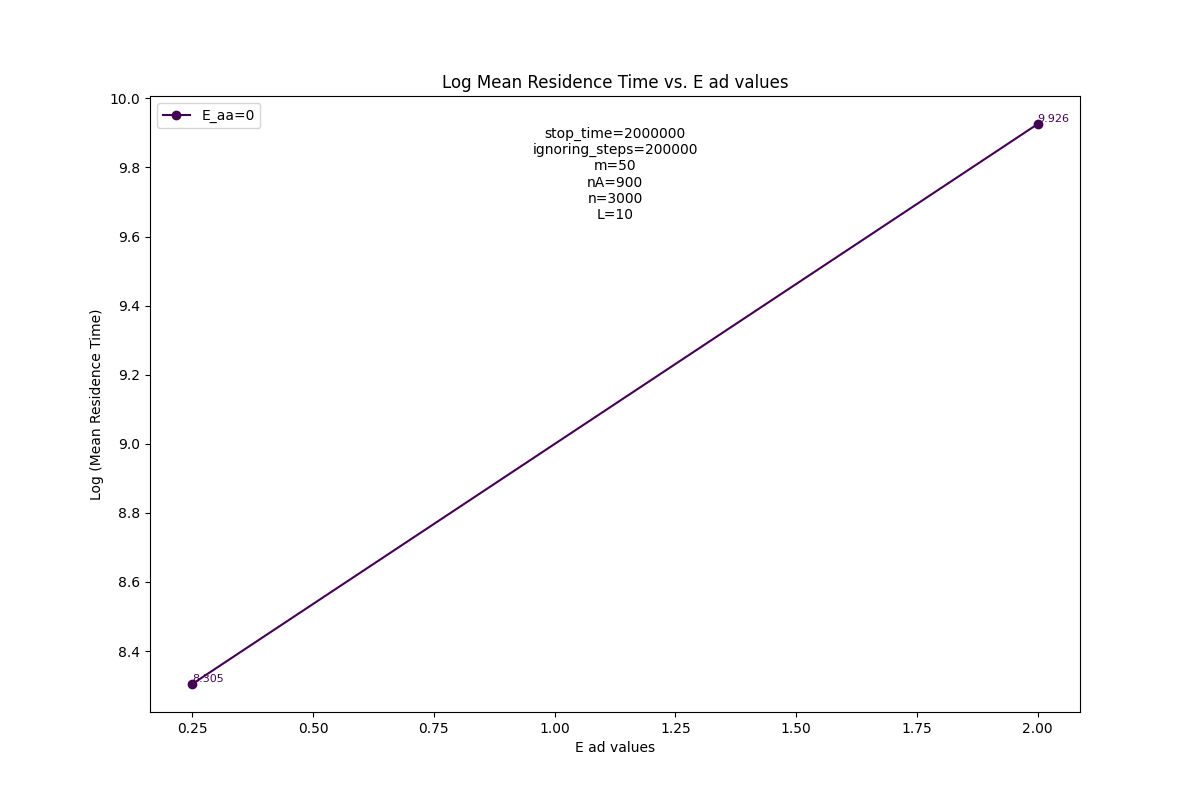 Log Mean Residence Time vs. E ad values
E_aa=0
stop_time=2000000
ignoring_steps=200000
m=50
nA=900
n=3000
L=10
9.926
8.305
10.0
9.8
9.6
9.4
9.2
9.0
8.8
8.6
8.4
Log (Mean Residence Time)
0.25 0.50 0.75 1.00 1.25 1.50 1.75 2.00
E ad values